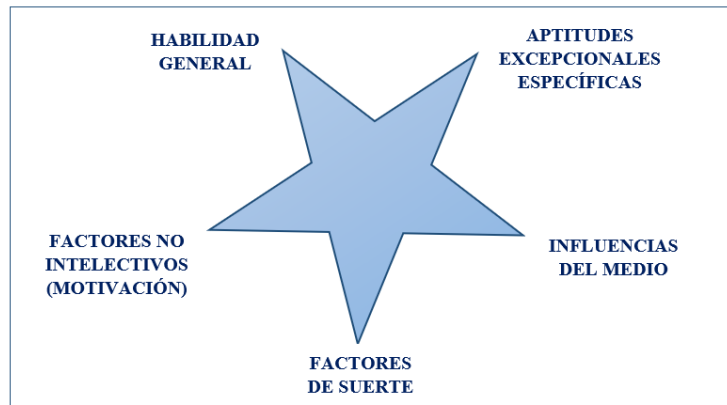 HABILIDAD
GENERAL
APTITUDES
EXCEPCIONALES
ESPECÍFICAS
FACTORES NO
INTELECTIVOS
(MOTIVACIÓN)
INFLUENCIAS
DEL MEDIO
FACTORES
DE SUERTE